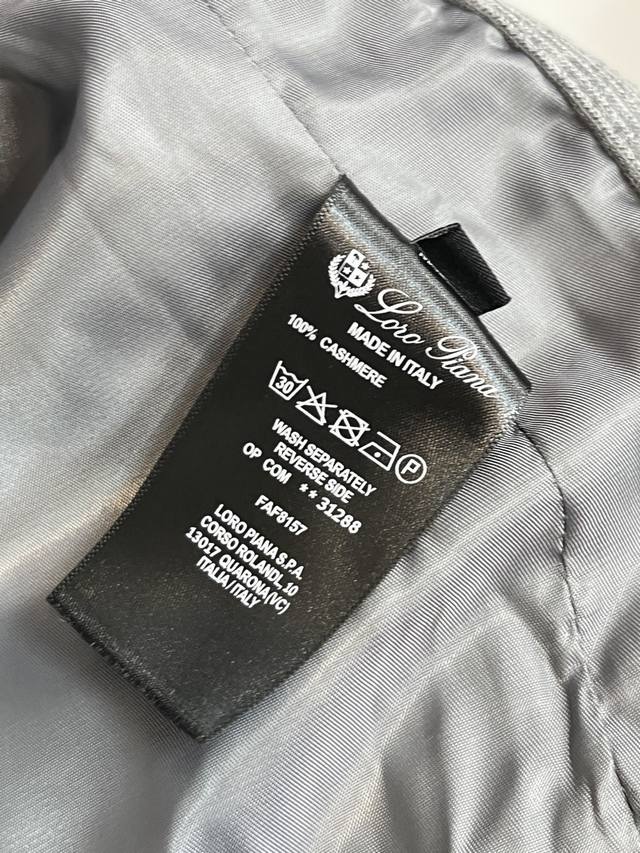 Loro Piana
MADE IN ITALY
100% CASHMERE
30 P
WASH SEPARATELY
REVERSE SIDE
OP COM ** 31288
FAF8157
LORO PIANA S.P.A.
CORSO ROLANDI, 10
13017 QUARONA(VC)
ITALIA/ITALY